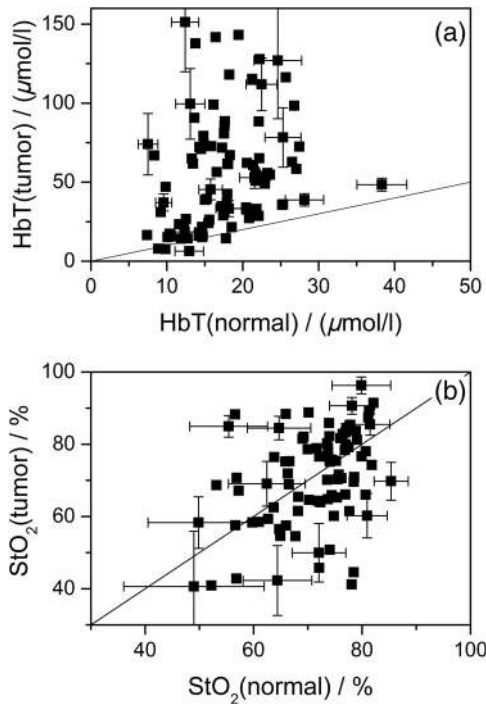 (a)
HbT(tumor) / (μmol/l)
150
100
50
0
0 10 20 30 40 50
HbT(normal) / (μmol/l)
(b)
StO₂(tumor) / %
100
80
60
40
40 60 80 100
StO₂(normal) / %